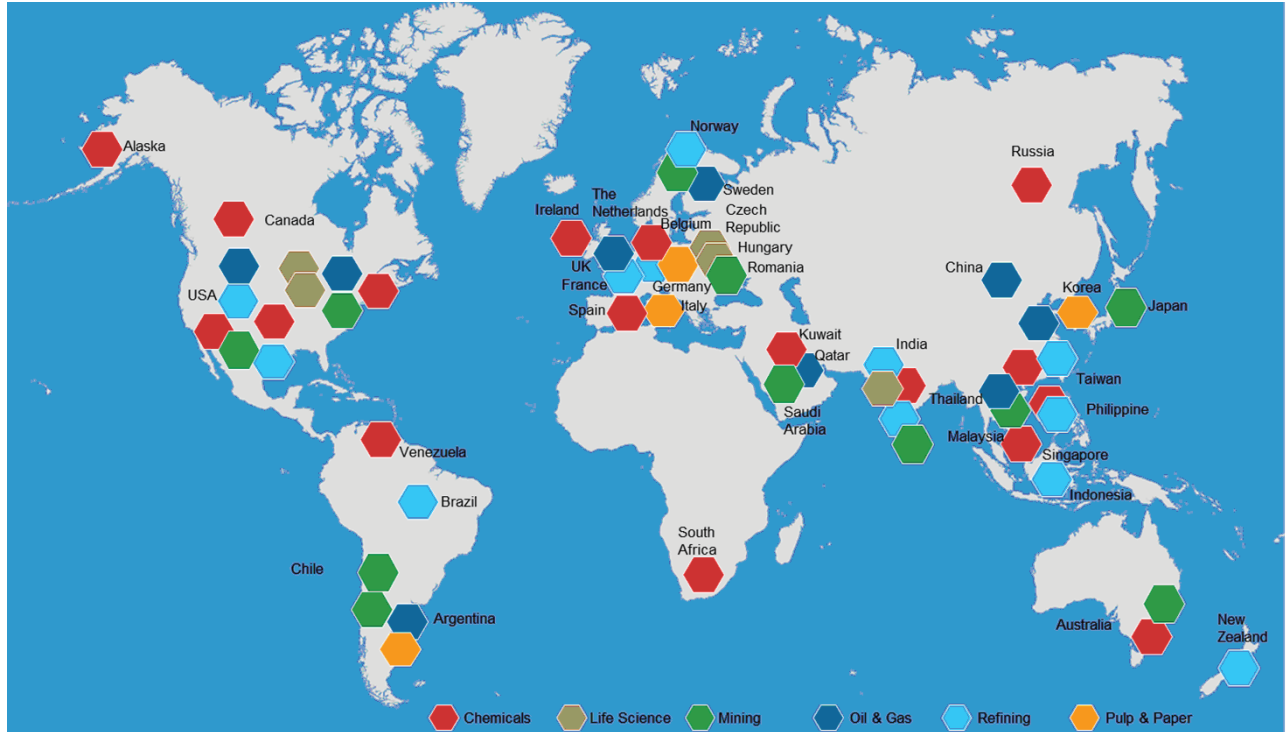 Norway
Alaska
Russia
Sweden
The
Netherlands
Ireland
Czech
Republic
Belgium
Canada
Hungary
UK
Romania
China
France
Germany
Korea
USA
Spain
Italy
Japan
Kuwait
India
Qatar
Taiwan
Thailand
Philippine
Saudi
Arabia
Malaysia
Venezuela
Singapore
Indonesia
Brazil
South
Africa
Chile
Argentina
Australia
New
Zealand
Chemicals
Life Science
Mining
Oil & Gas
Refining
Pulp & Paper